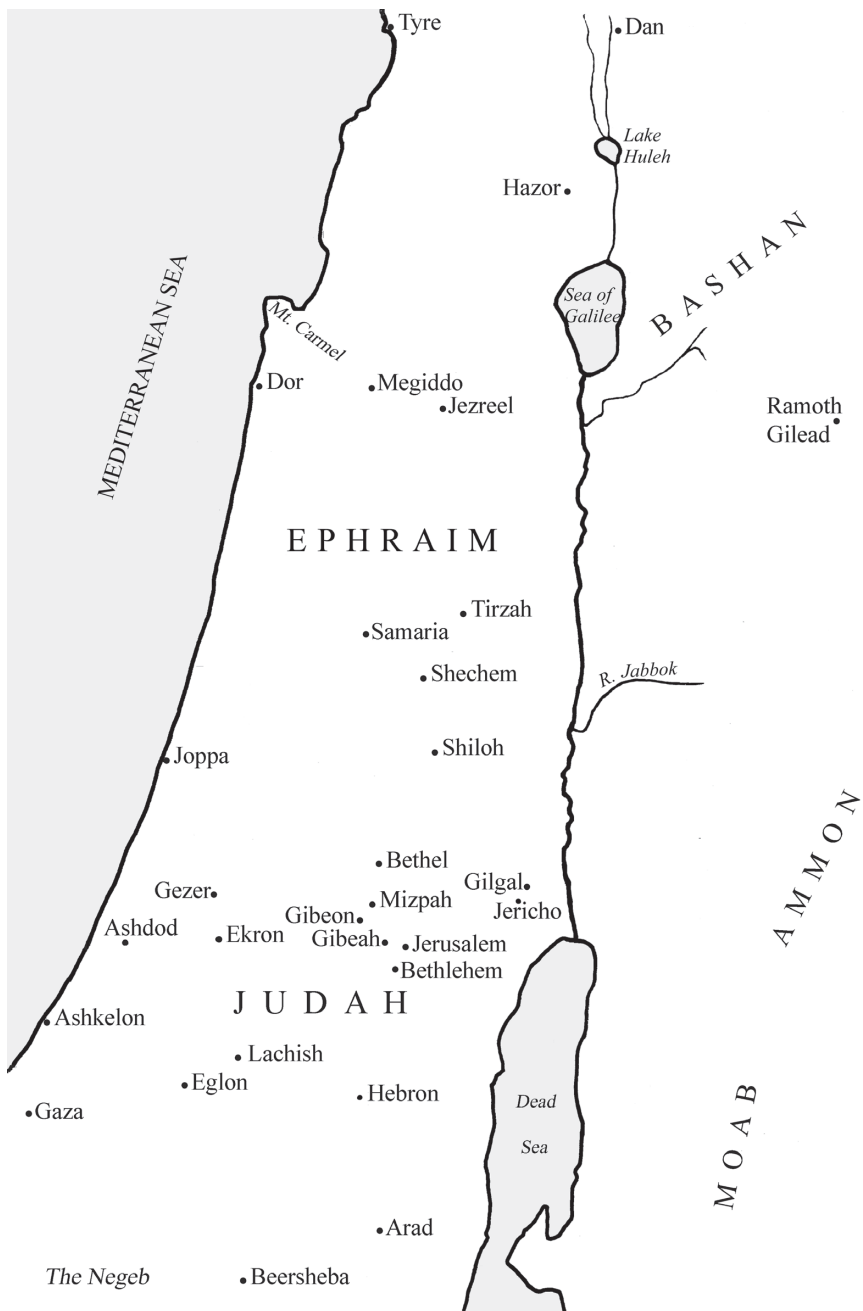 Tyre
Dan
Lake
Huleh
Hazor
BASHAN
MEDITERRANEAN SEA
Sea of
Galilee
Mt. Carmel
Dor
Megiddo
Jezreel
Ramoth
Gilead
EPHRAIM
Tirzah
Samaria
Shechem
R. Jabbok
Shiloh
Joppa
AMMON
Bethel
Gezer
Gilgal
Mizpah
Jericho
Gibeon
Ashdod
Ekron
Gibeah
Jerusalem
Bethlehem
JUDAH
Ashkelon
Lachish
Eglon
Hebron
Gaza
Dead
Sea
MOAB
Arad
The Negeb
Beersheba